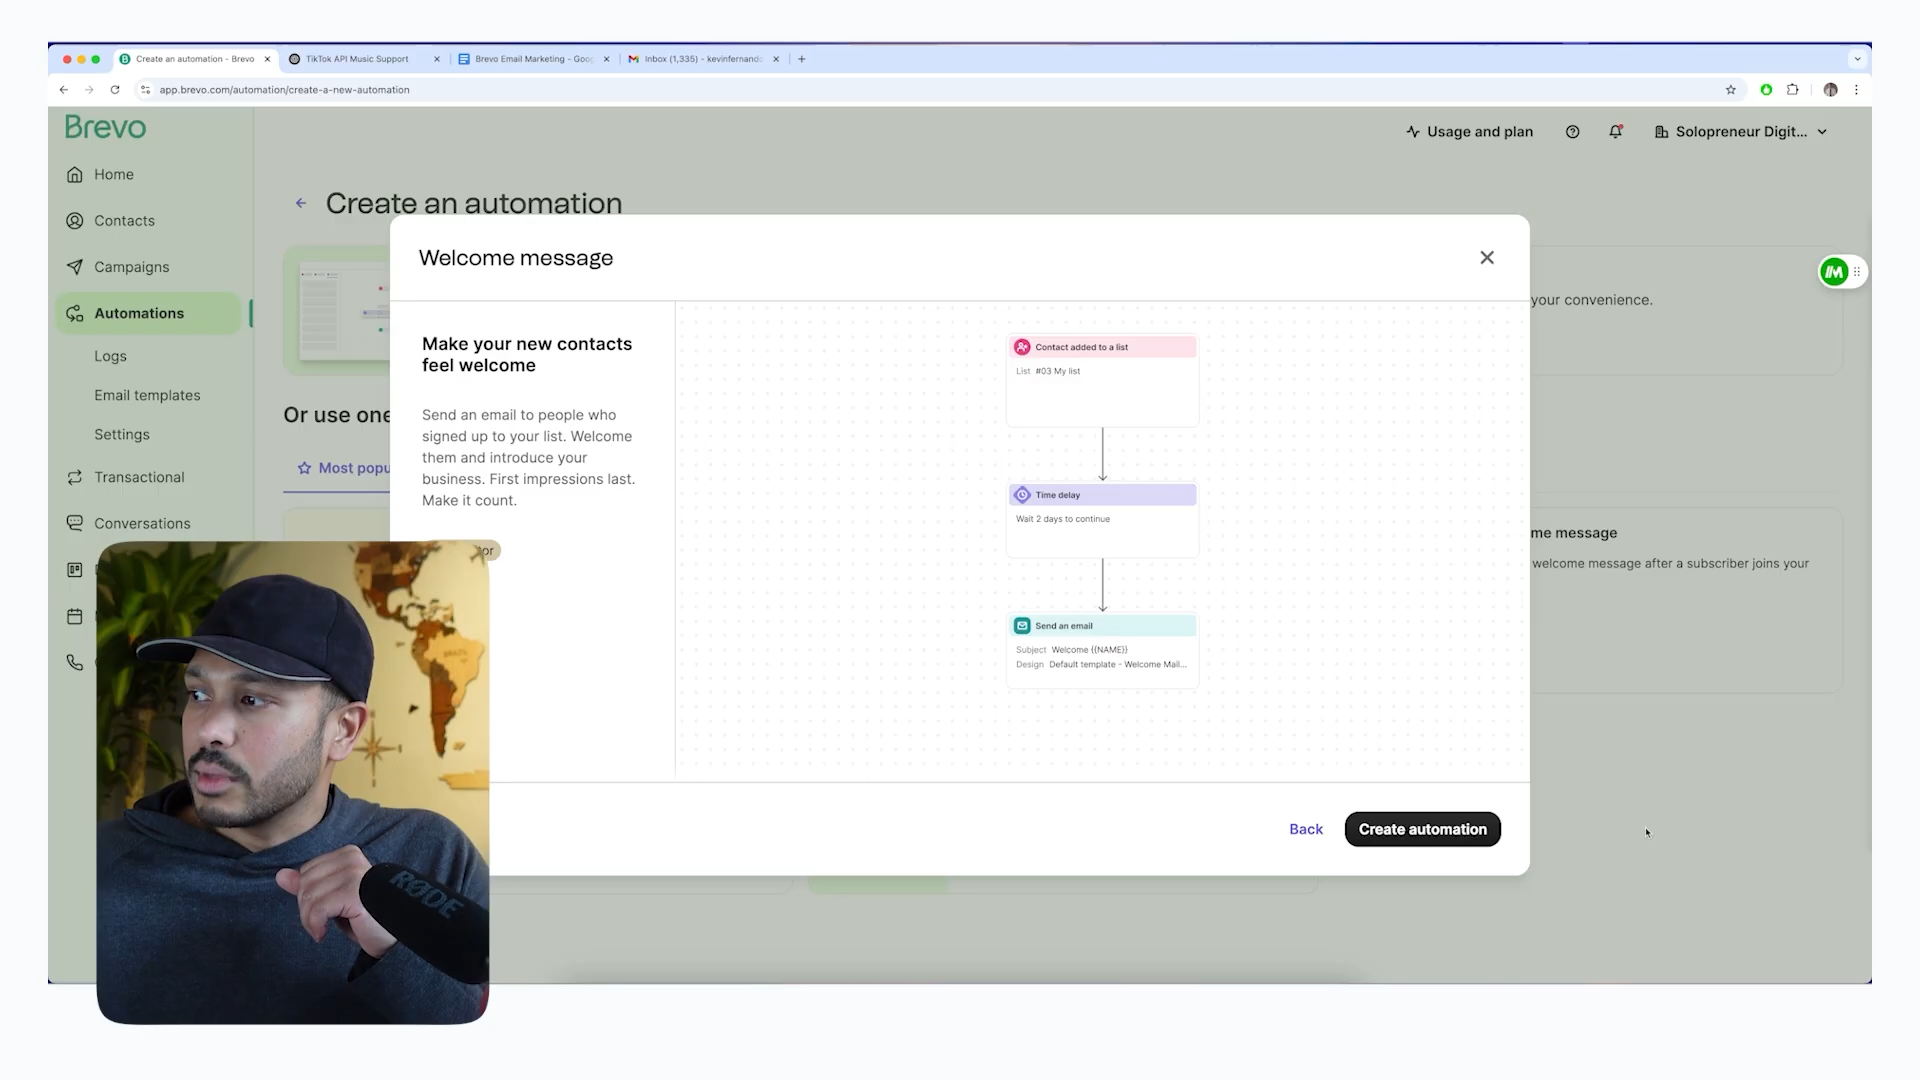 Create an automation - Brevo
TikTok API Music Support
Brevo Email Marketing - Goo
Inbox (1,335) - kevinfernand
app.brevo.com/automation/create-a-new-automation
Brevo
Usage and plan
Solopreneur Digit...
Home
Contacts
Campaigns
Automations
Logs
Email templates
Settings
Transactional
Conversations
Create an automation
your convenience.
Or use one
Most popu
Welcome message
Make your new contacts
feel welcome
Send an email to people who
signed up to your list. Welcome
them and introduce your
business. First impressions last.
Make it count.
tor
Contact added to a list
List #03 My list
Time delay
Wait 2 days to continue
Send an email
Subject Welcome {{NAME}}
Design Default template - Welcome Mail...
me message
welcome message after a subscriber joins your
Back
Create automation
BRAZIL
RØDE